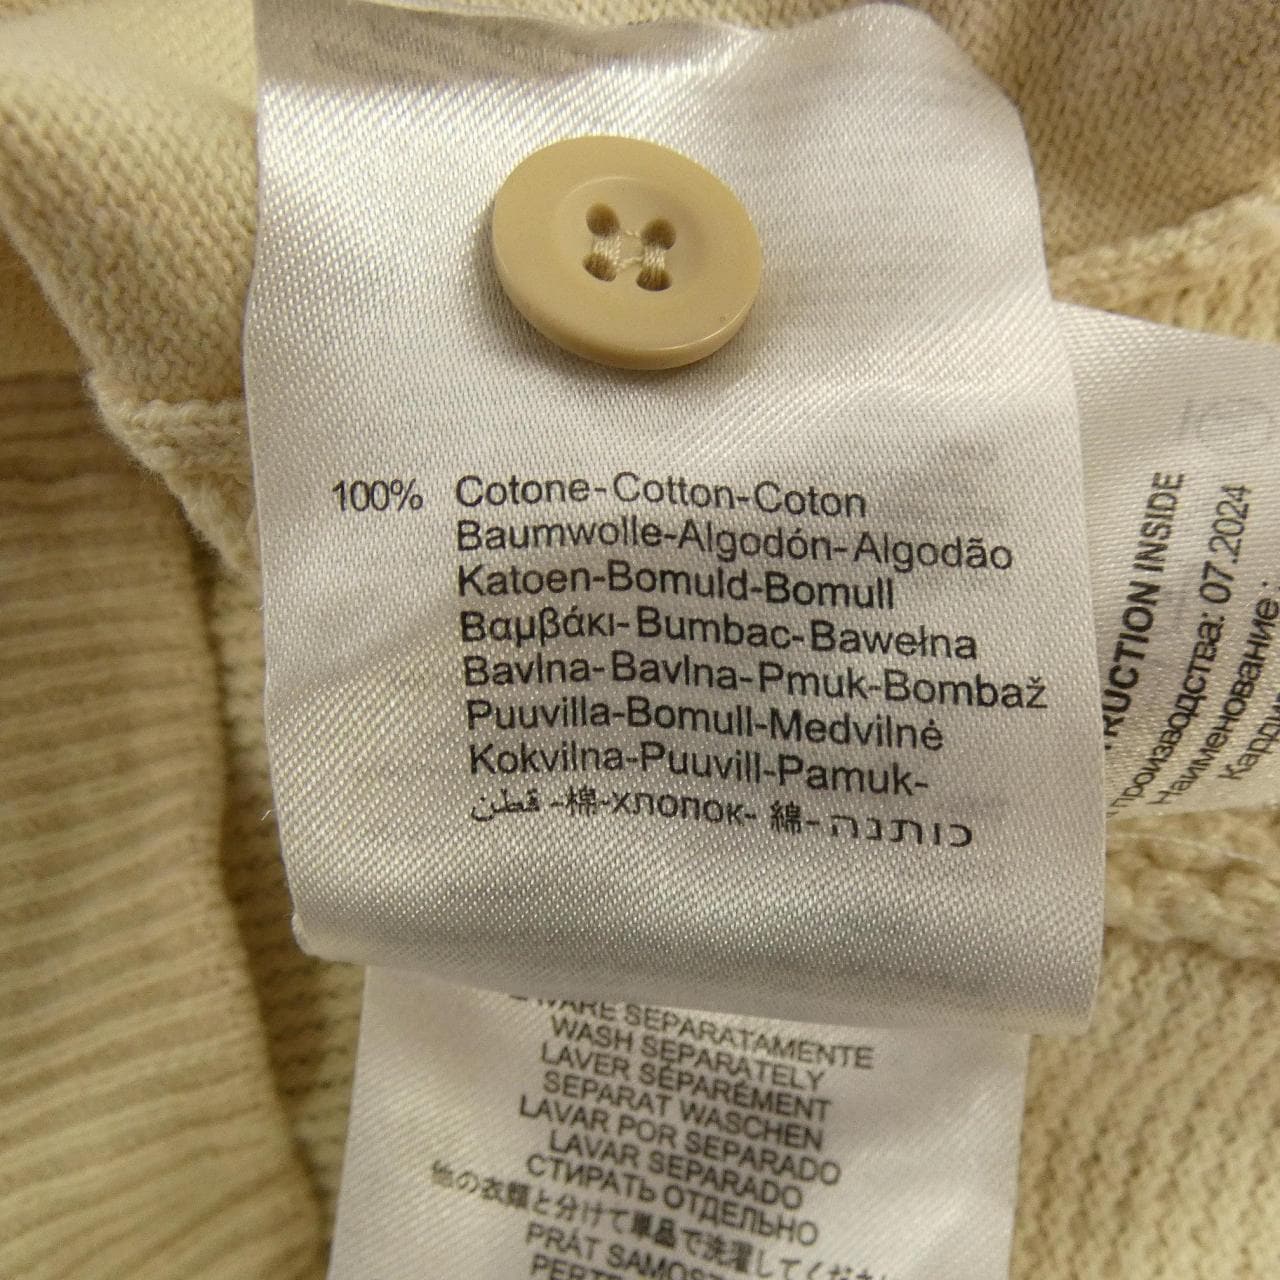 100% Cotone-Cotton-Coton
Baumwolle-Algodón-Algodão
Katoen-Bomuld-Bomull
Βαμβάκι-Bumbac-Bawełna
Bavlna-Bavlna-Pmuk-Bombaž
Puuvilla-Bomull-Medvilnė
Kokvilna-Puuvill-Pamuk-
قطن -棉-хлопок- 綿- כותנה
SEPARATAMENTE
WASH SEPARATELY
LAVER SÉPARÉMENT
SEPARAT WASCHEN
LAVAR POR SEPARADO
LAVAR SEPARADO
СТИРАТЬ ОТДЕЛЬНО
他の衣類と分けて単品で洗濯してください
PRÁT
INSIDE
производства: 07.2024
Наименование: